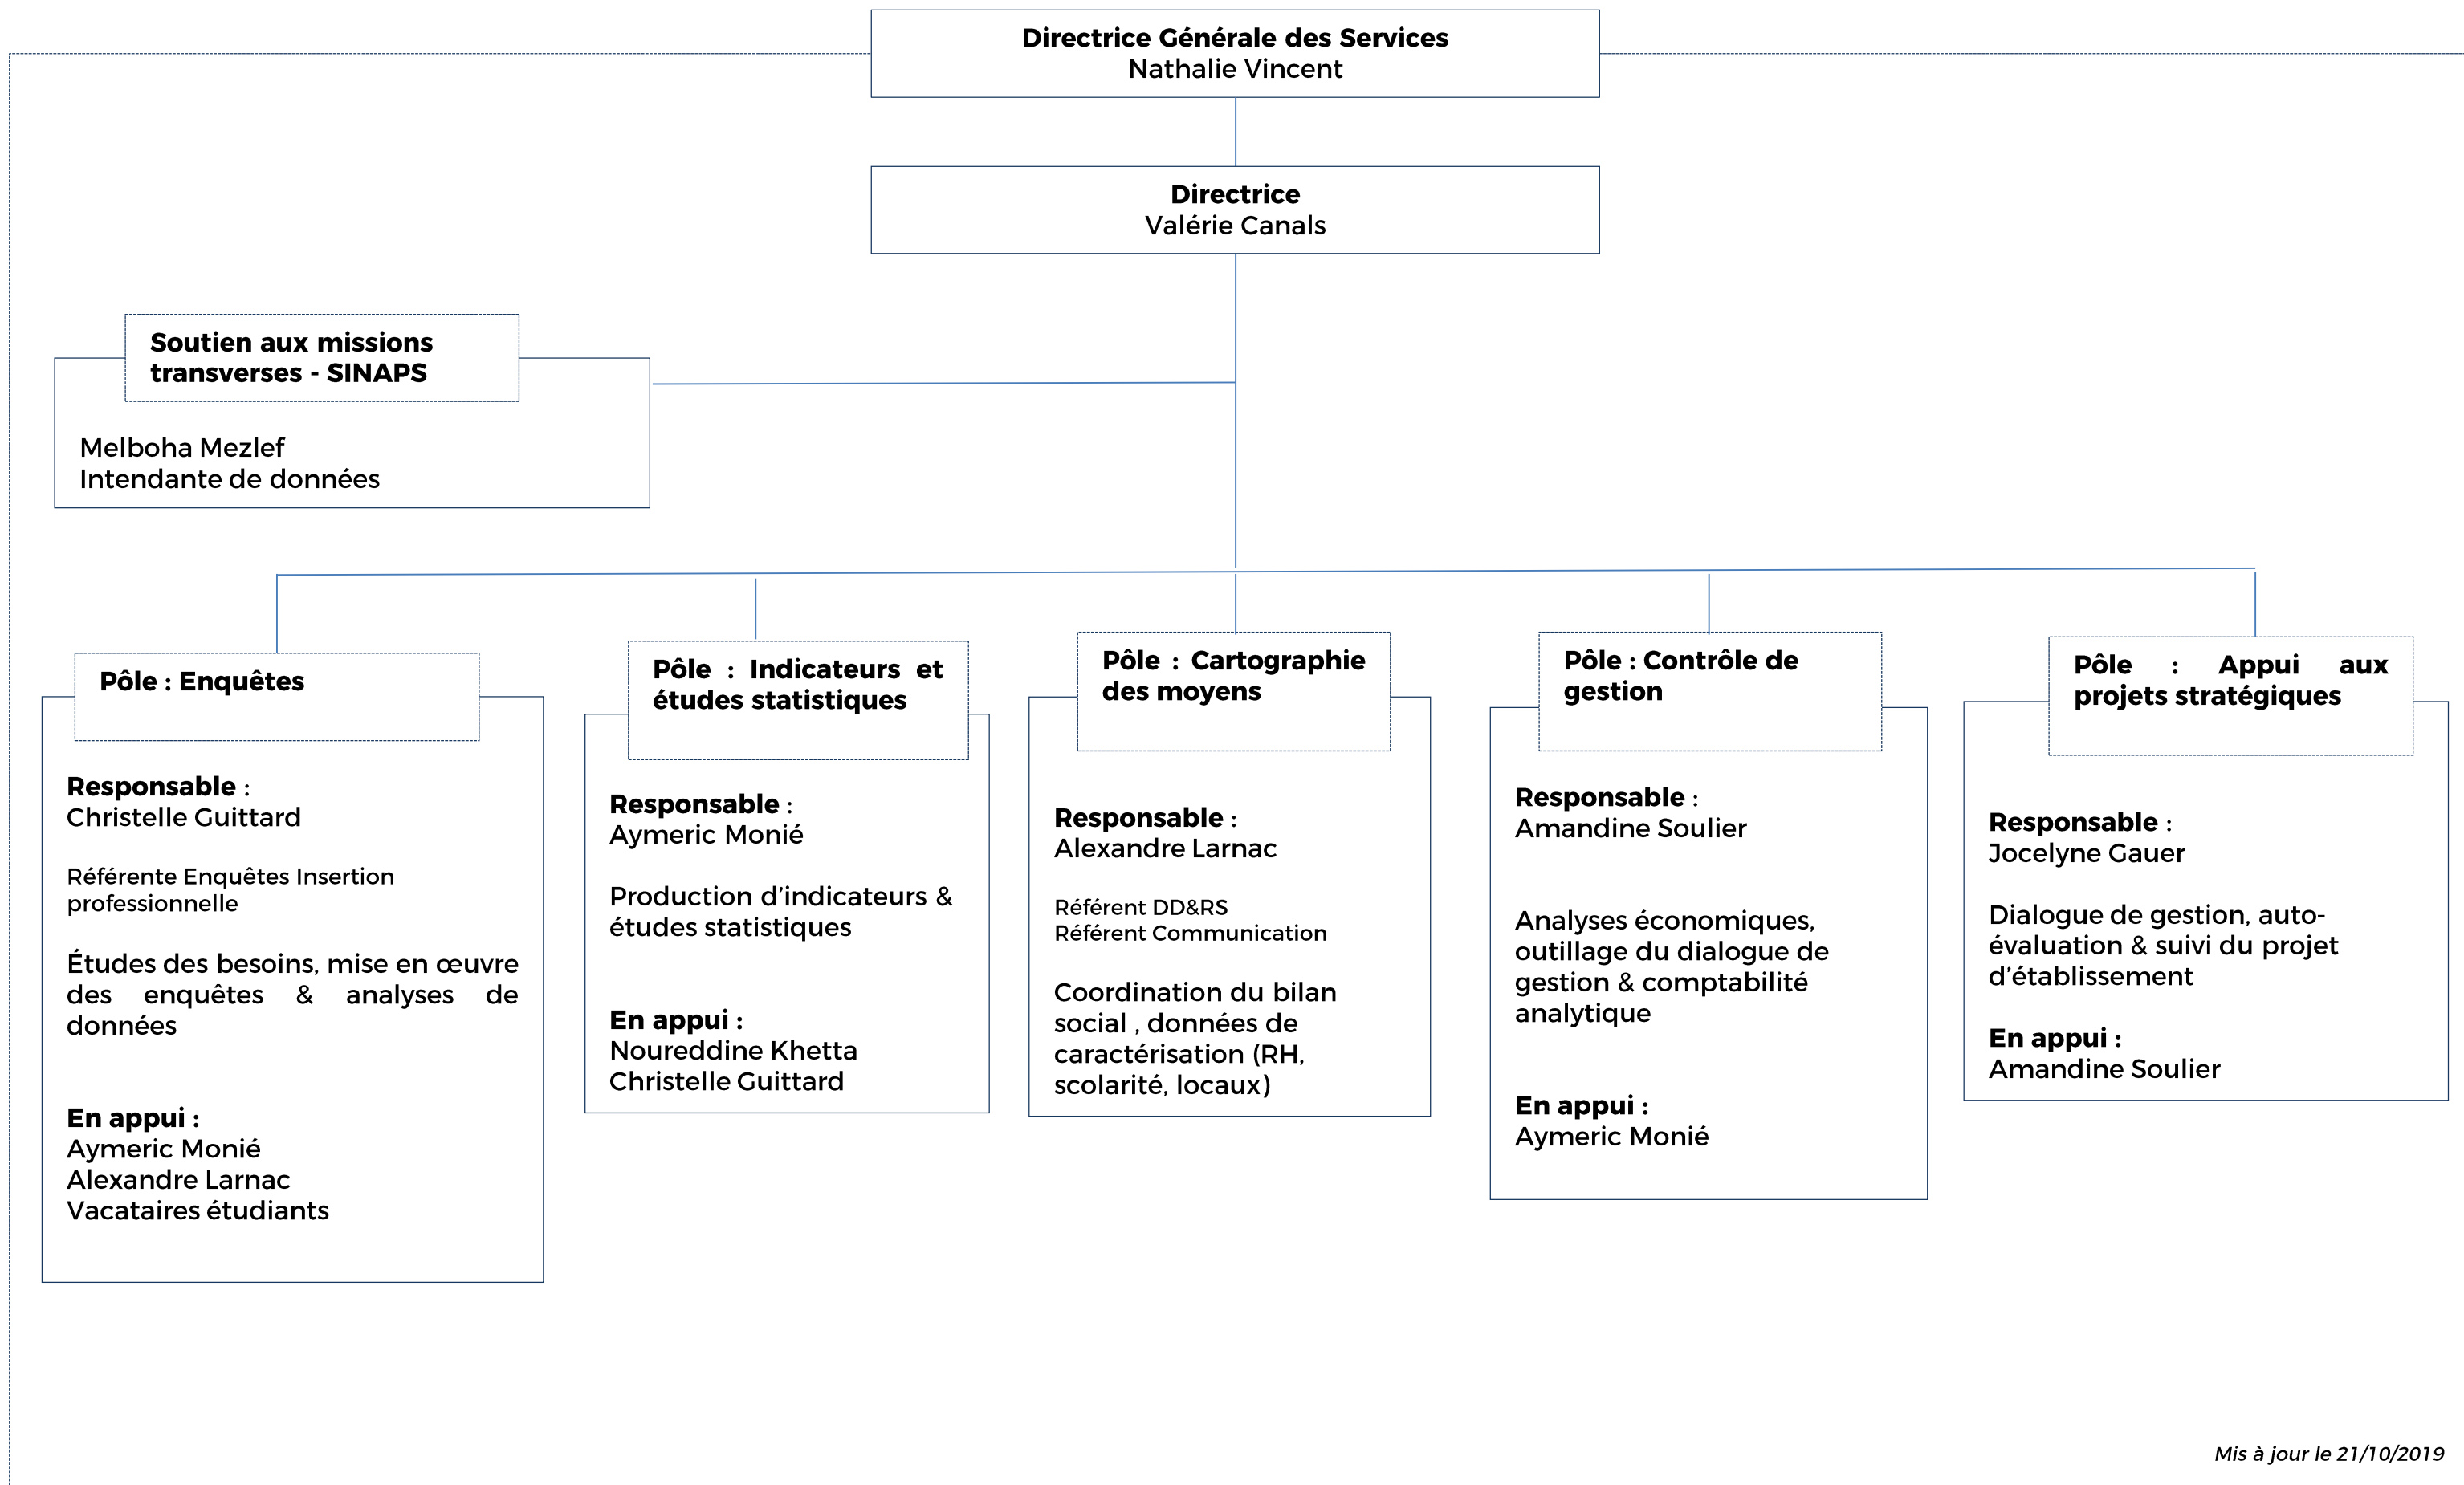 Directrice Générale des Services
Nathalie Vincent
Directrice
Valérie Canals
Soutien aux missions
transverses - SINAPS
Melboha Mezlef
Intendante de données
Pôle : Enquêtes
Responsable :
Christelle Guittard
Référente Enquêtes Insertion
professionnelle
Études des besoins, mise en œuvre
des enquêtes & analyses de
données
En appui :
Aymeric Monié
Alexandre Larnac
Vacataires étudiants
Pôle : Indicateurs et
études statistiques
Responsable :
Aymeric Monié
Production d’indicateurs &
études statistiques
En appui :
Noureddine Khetta
Christelle Guittard
Pôle : Cartographie
des moyens
Responsable :
Alexandre Larnac
Référent DD&RS
Référent Communication
Coordination du bilan
social , données de
caractérisation (RH,
scolarité, locaux)
Pôle : Contrôle de
gestion
Responsable :
Amandine Soulier
Analyses économiques,
outillage du dialogue de
gestion & comptabilité
analytique
En appui :
Aymeric Monié
Pôle : Appui aux
projets stratégiques
Responsable :
Jocelyne Gauer
Dialogue de gestion, auto-
évaluation & suivi du projet
d’établissement
En appui :
Amandine Soulier
Mis à jour le 21/10/2019